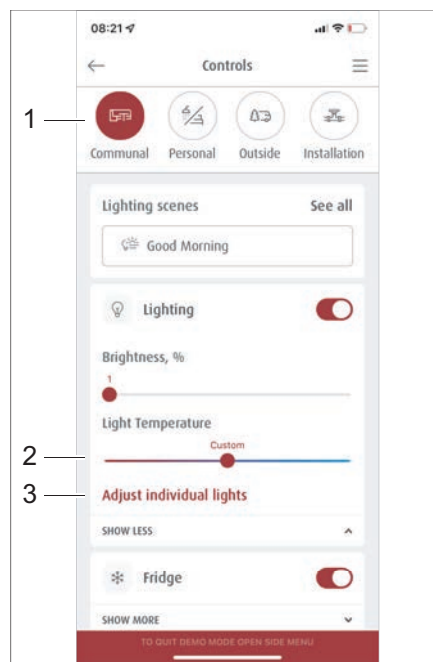 08:21
Controls
1
Communal Personal Outside Installation
Lighting scenes See all
Good Morning
Lighting
Brightness, %
1
Light Temperature
Custom
2
3 Adjust individual lights
SHOW LESS
Fridge
SHOW MORE
TO QUIT DEMO MODE OPEN SIDE MENU